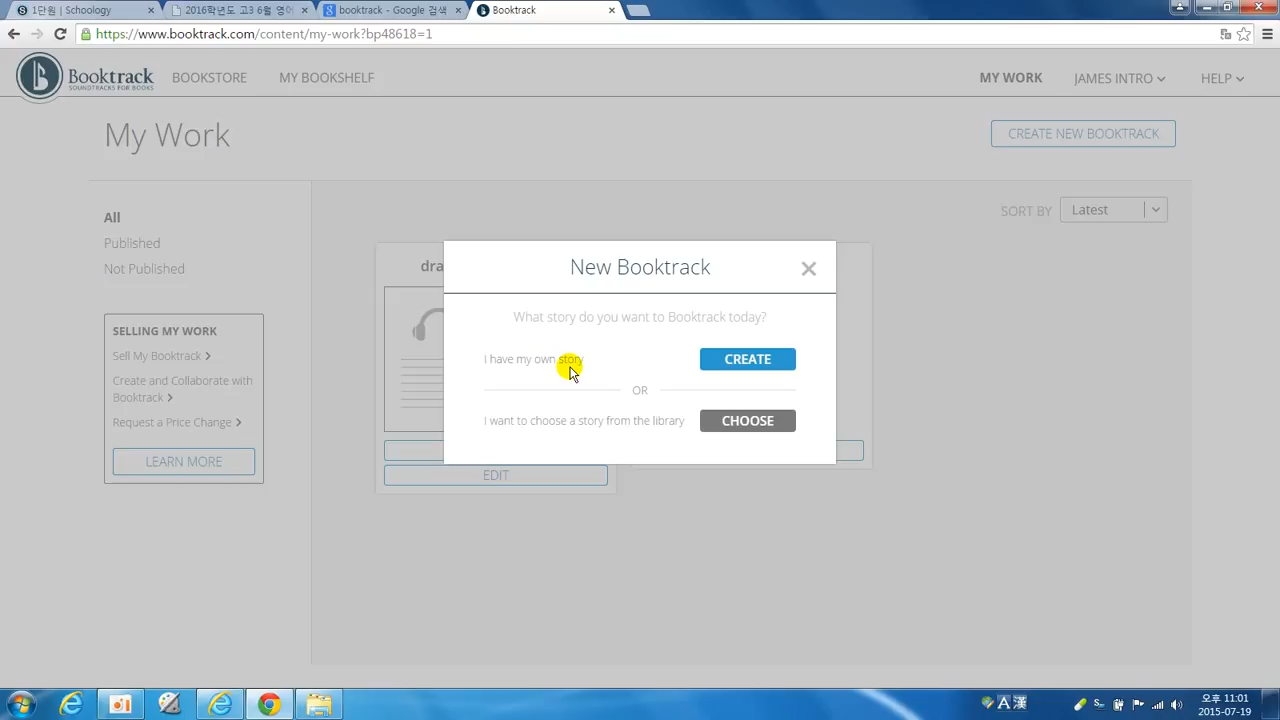 1단원 | Schoology
2016학년도 고3 6월 영어
booktrack - Google 검색
Booktrack
https://www.booktrack.com/content/my-work?bp48618=1
Booktrack
SOUNDTRACKS FOR BOOKS
BOOKSTORE
MY BOOKSHELF
MY WORK
JAMES INTRO
HELP
My Work
CREATE NEW BOOKTRACK
All
Published
Not Published
SORT BY
Latest
SELLING MY WORK
Sell My Booktrack
Create and Collaborate with
Booktrack
Request a Price Change
LEARN MORE
dra
EDIT
New Booktrack
What story do you want to Booktrack today?
I have my own story
CREATE
OR
I want to choose a story from the library
CHOOSE
A 漢
오후 11:01
2015-07-19